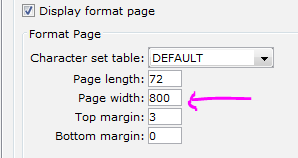 Display format page
Format Page
Character set table: DEFAULT
Page length: 72
Page width: 800
Top margin: 3
Bottom margin: 0